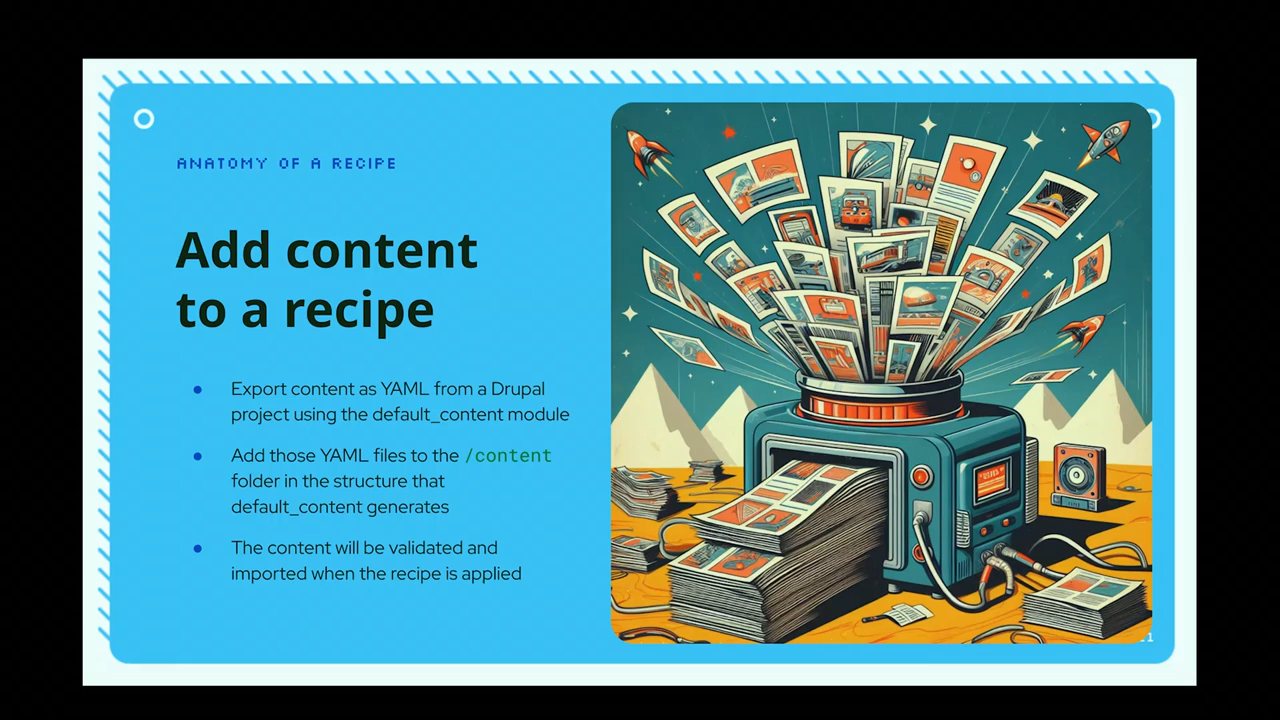 ANATOMY OF A RECIPE
Add content
to a recipe
Export content as YAML from a Drupal
project using the default_content module
Add those YAML files to the /content
folder in the structure that
default_content generates
The content will be validated and
imported when the recipe is applied